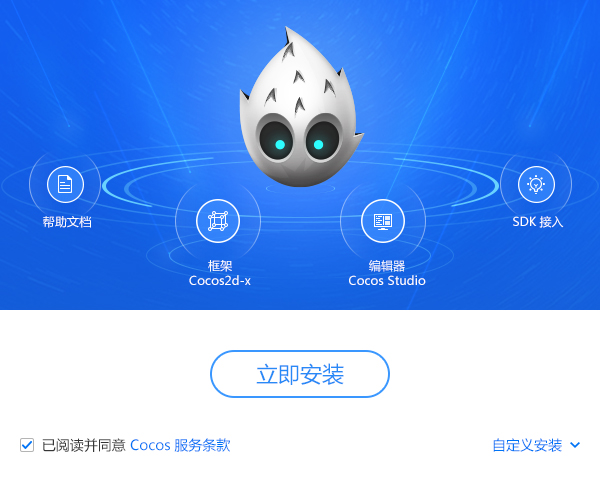 帮助文档
SDK 接入
框架
Cocos2d-x
编辑器
Cocos Studio
立即安装
已阅读并同意 Cocos 服务条款
自定义安装